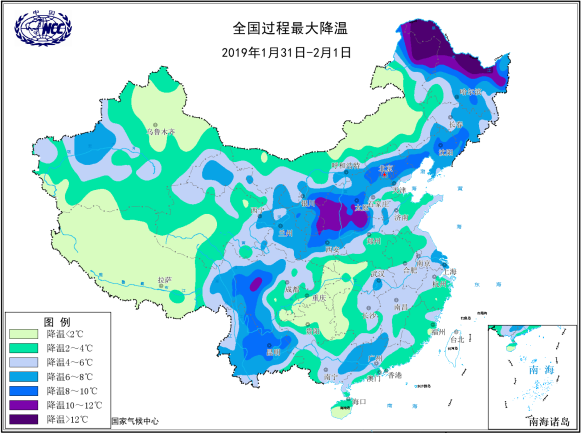 中国
NCC
全国过程最大降温
2019年1月31日-2月1日
哈尔滨
长春
乌鲁木齐
沈阳
呼和浩特
北京
天津
银川
太原
石家庄
济南
西宁
兰州
郑州
西安
南京
合肥
上海
武汉
杭州
成都
拉萨
重庆
南昌
长沙
贵阳
福州
台北
昆明
广州
南宁
香港
澳门
海口
东 海
南 海
图 例
降温<2℃
降温2~4℃
降温4~6℃
降温6~8℃
降温8~10℃
降温10~12℃
降温>12℃
国家气候中心
南 海
南海诸岛